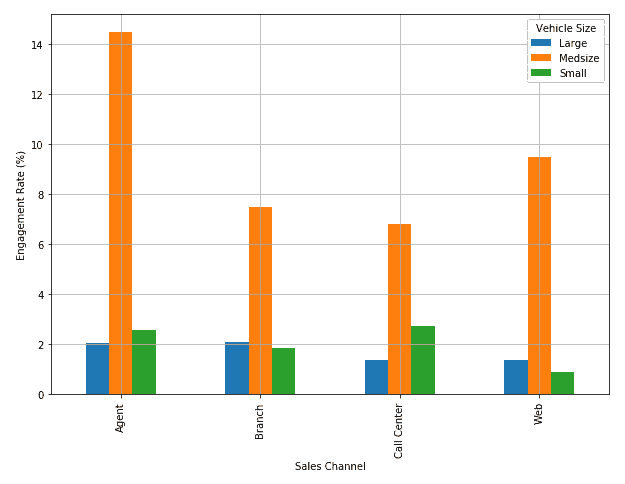 Vehicle Size
Large
Medsize
Small
Engagement Rate (%)
14
12
10
8
6
4
2
0
Agent
Branch
Call Center
Web
Sales Channel